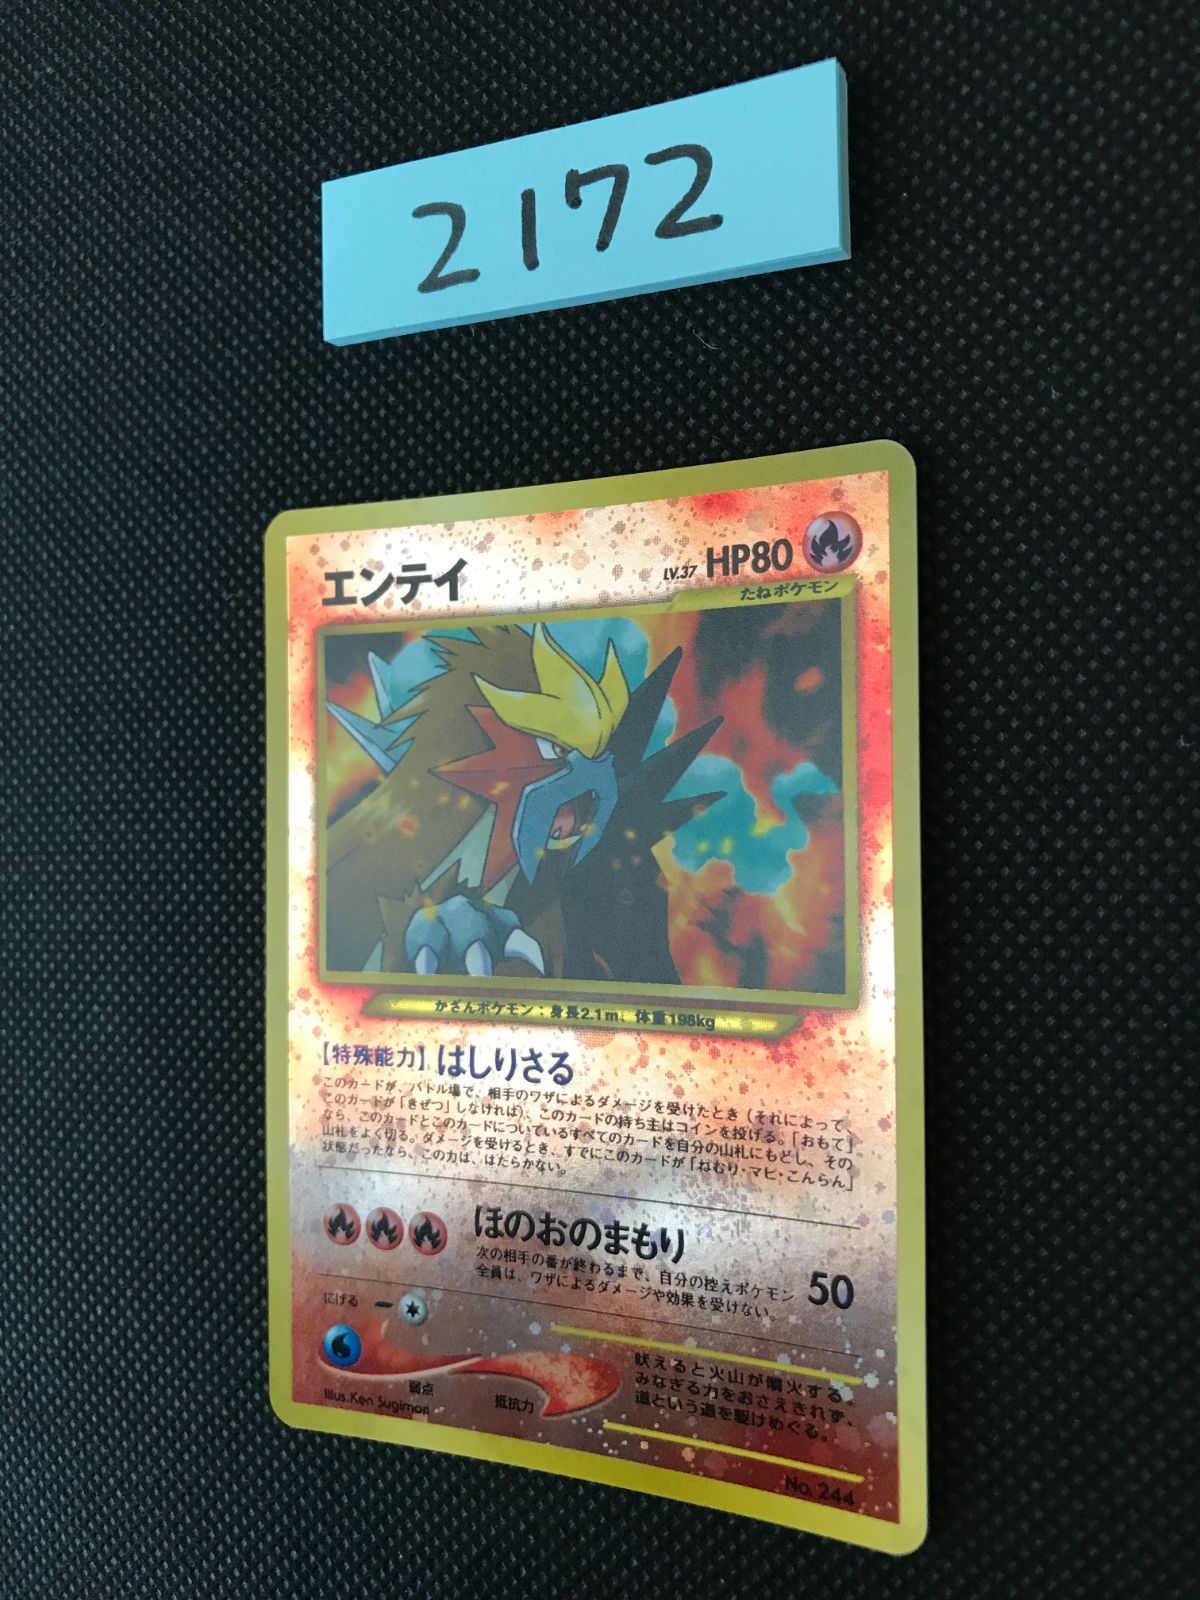 2172
エンテイ LV.37 HP80
たねポケモン
かざんポケモン：身長2.1m、体重198kg
【特殊能力】はしりさる
このカードが、バトル場で、相手のワザによるダメージを受けたとき（それによって、
このカードが「きぜつ」しなければ）、このカードの持ち主はコインを投げる。「おもて」
なら、このカードとこのカードについているすべてのカードを自分の山札にもどし、その
山札をよく切る。ダメージを受けるとき、すでにこのカードが「ねむり・マヒ・こんらん」
状態だったなら、この力は、はたらかない。
ほのおのまもり 50
次の相手の番が終わるまで、自分の控えポケモン
全員は、ワザによるダメージや効果を受けない。
にげる
弱点
抵抗力
Illus.Ken Sugimori
吠えると火山が噴火する。
みなぎる力をおさえきれず、
道という道を駆けめぐる。
No. 244